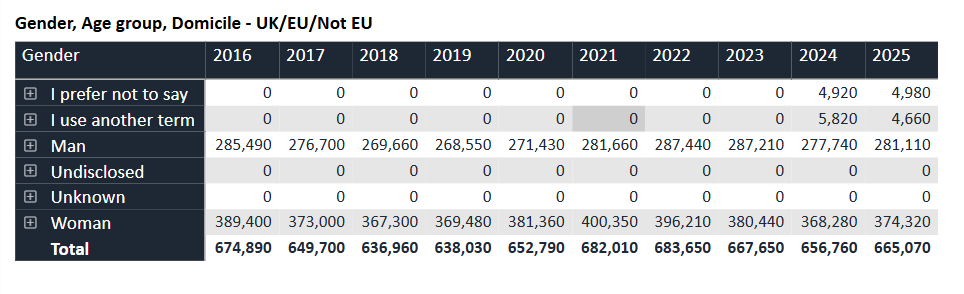 Gender, Age group, Domicile - UK/EU/Not EU
Gender 2016 2017 2018 2019 2020 2021 2022 2023 2024 2025
I prefer not to say 0 0 0 0 0 0 0 0 4,920 4,980
I use another term 0 0 0 0 0 0 0 0 5,820 4,660
Man 285,490 276,700 269,660 268,550 271,430 281,660 287,440 287,210 277,740 281,110
Undisclosed 0 0 0 0 0 0 0 0 0 0
Unknown 0 0 0 0 0 0 0 0 0 0
Woman 389,400 373,000 367,300 369,480 381,360 400,350 396,210 380,440 368,280 374,320
Total 674,890 649,700 636,960 638,030 652,790 682,010 683,650 667,650 656,760 665,070